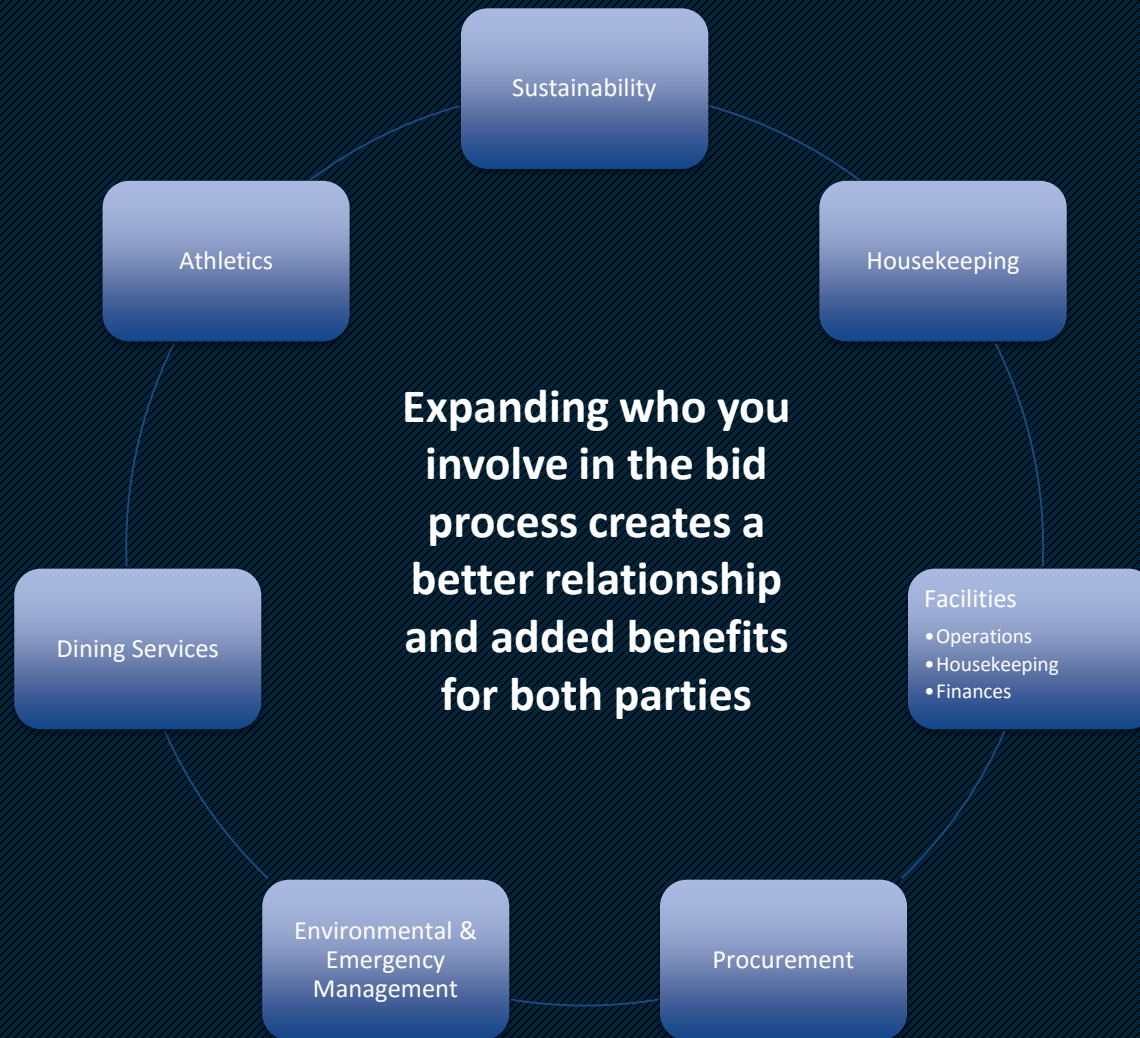 Sustainability
Athletics
Housekeeping
Expanding who you
involve in the bid
process creates a
better relationship
and added benefits
for both parties
Dining Services
Facilities
•Operations
•Housekeeping
•Finances
Environmental &
Emergency
Management
Procurement